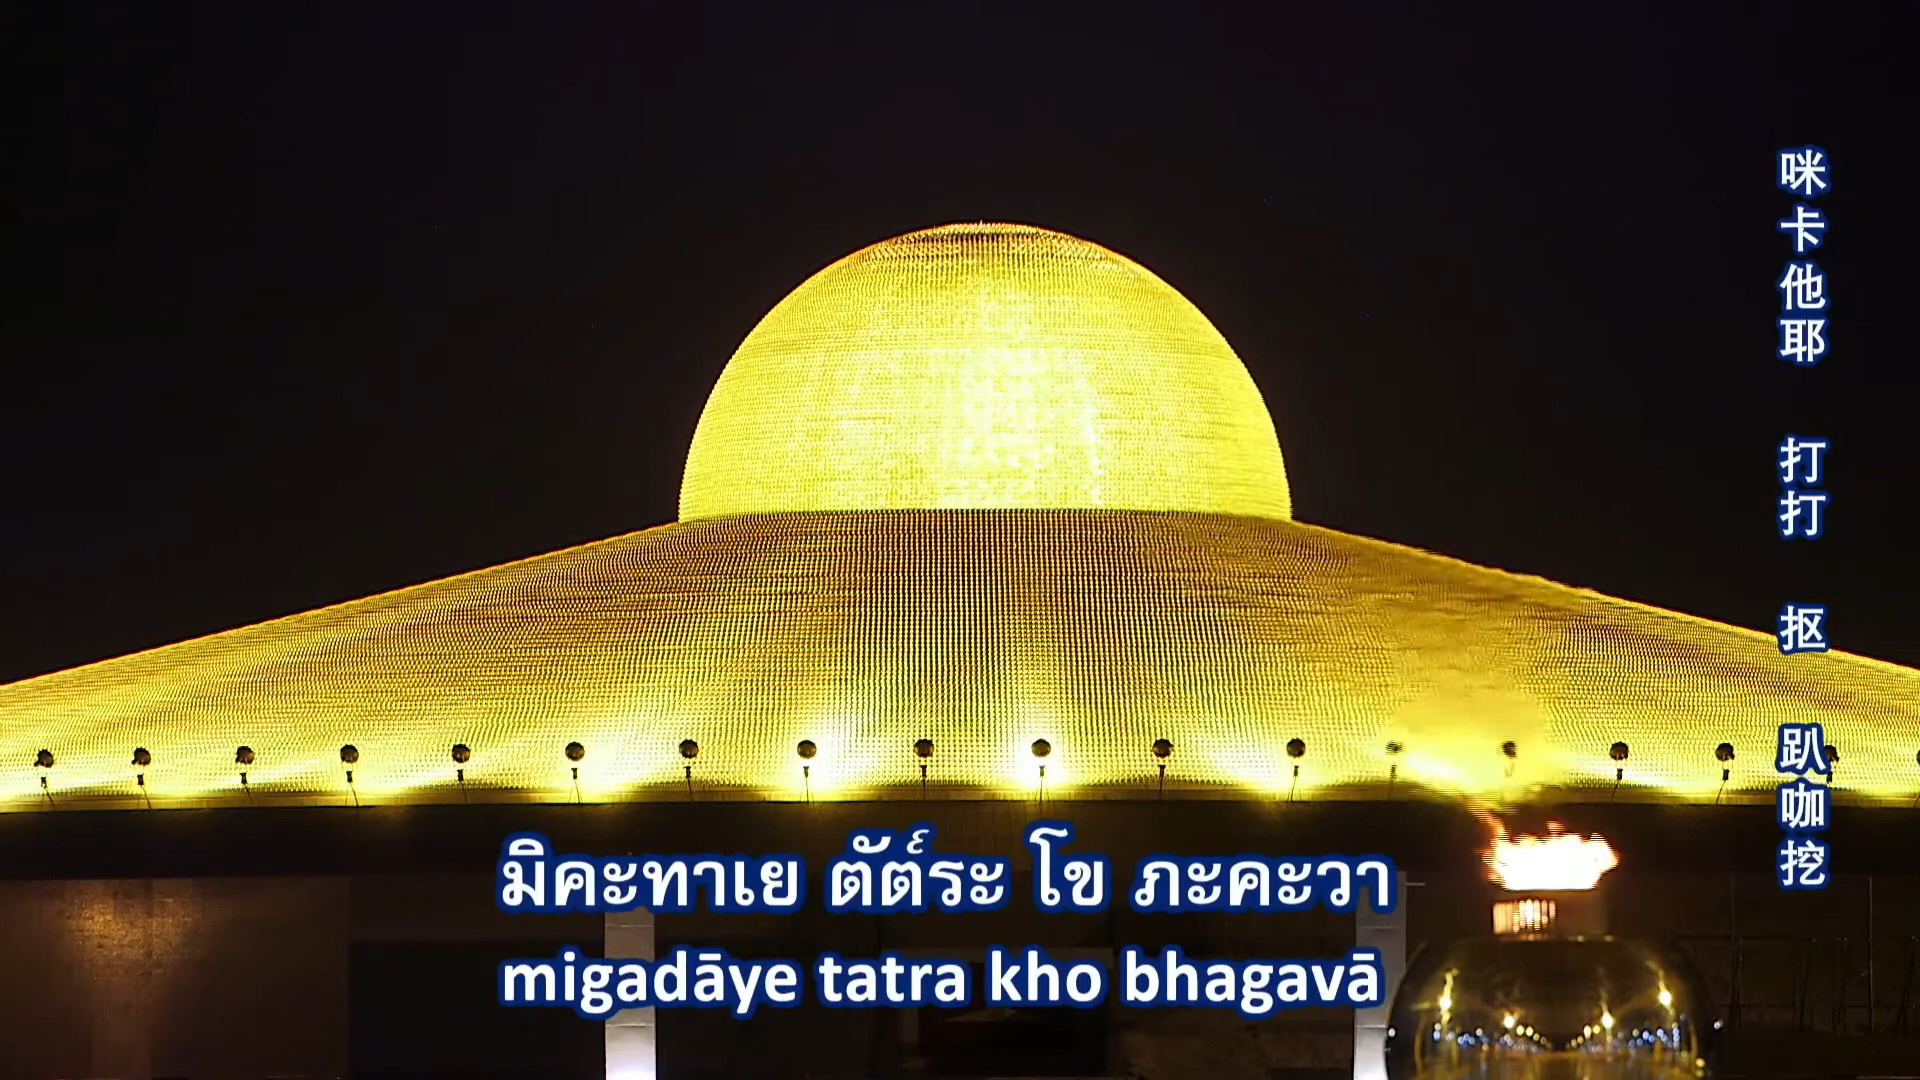 มิคะทาเย ตัต์ระ โข ภะคะวา
migadāye tatra kho bhagavā
咪卡他耶 打打 抠 趴咖挖